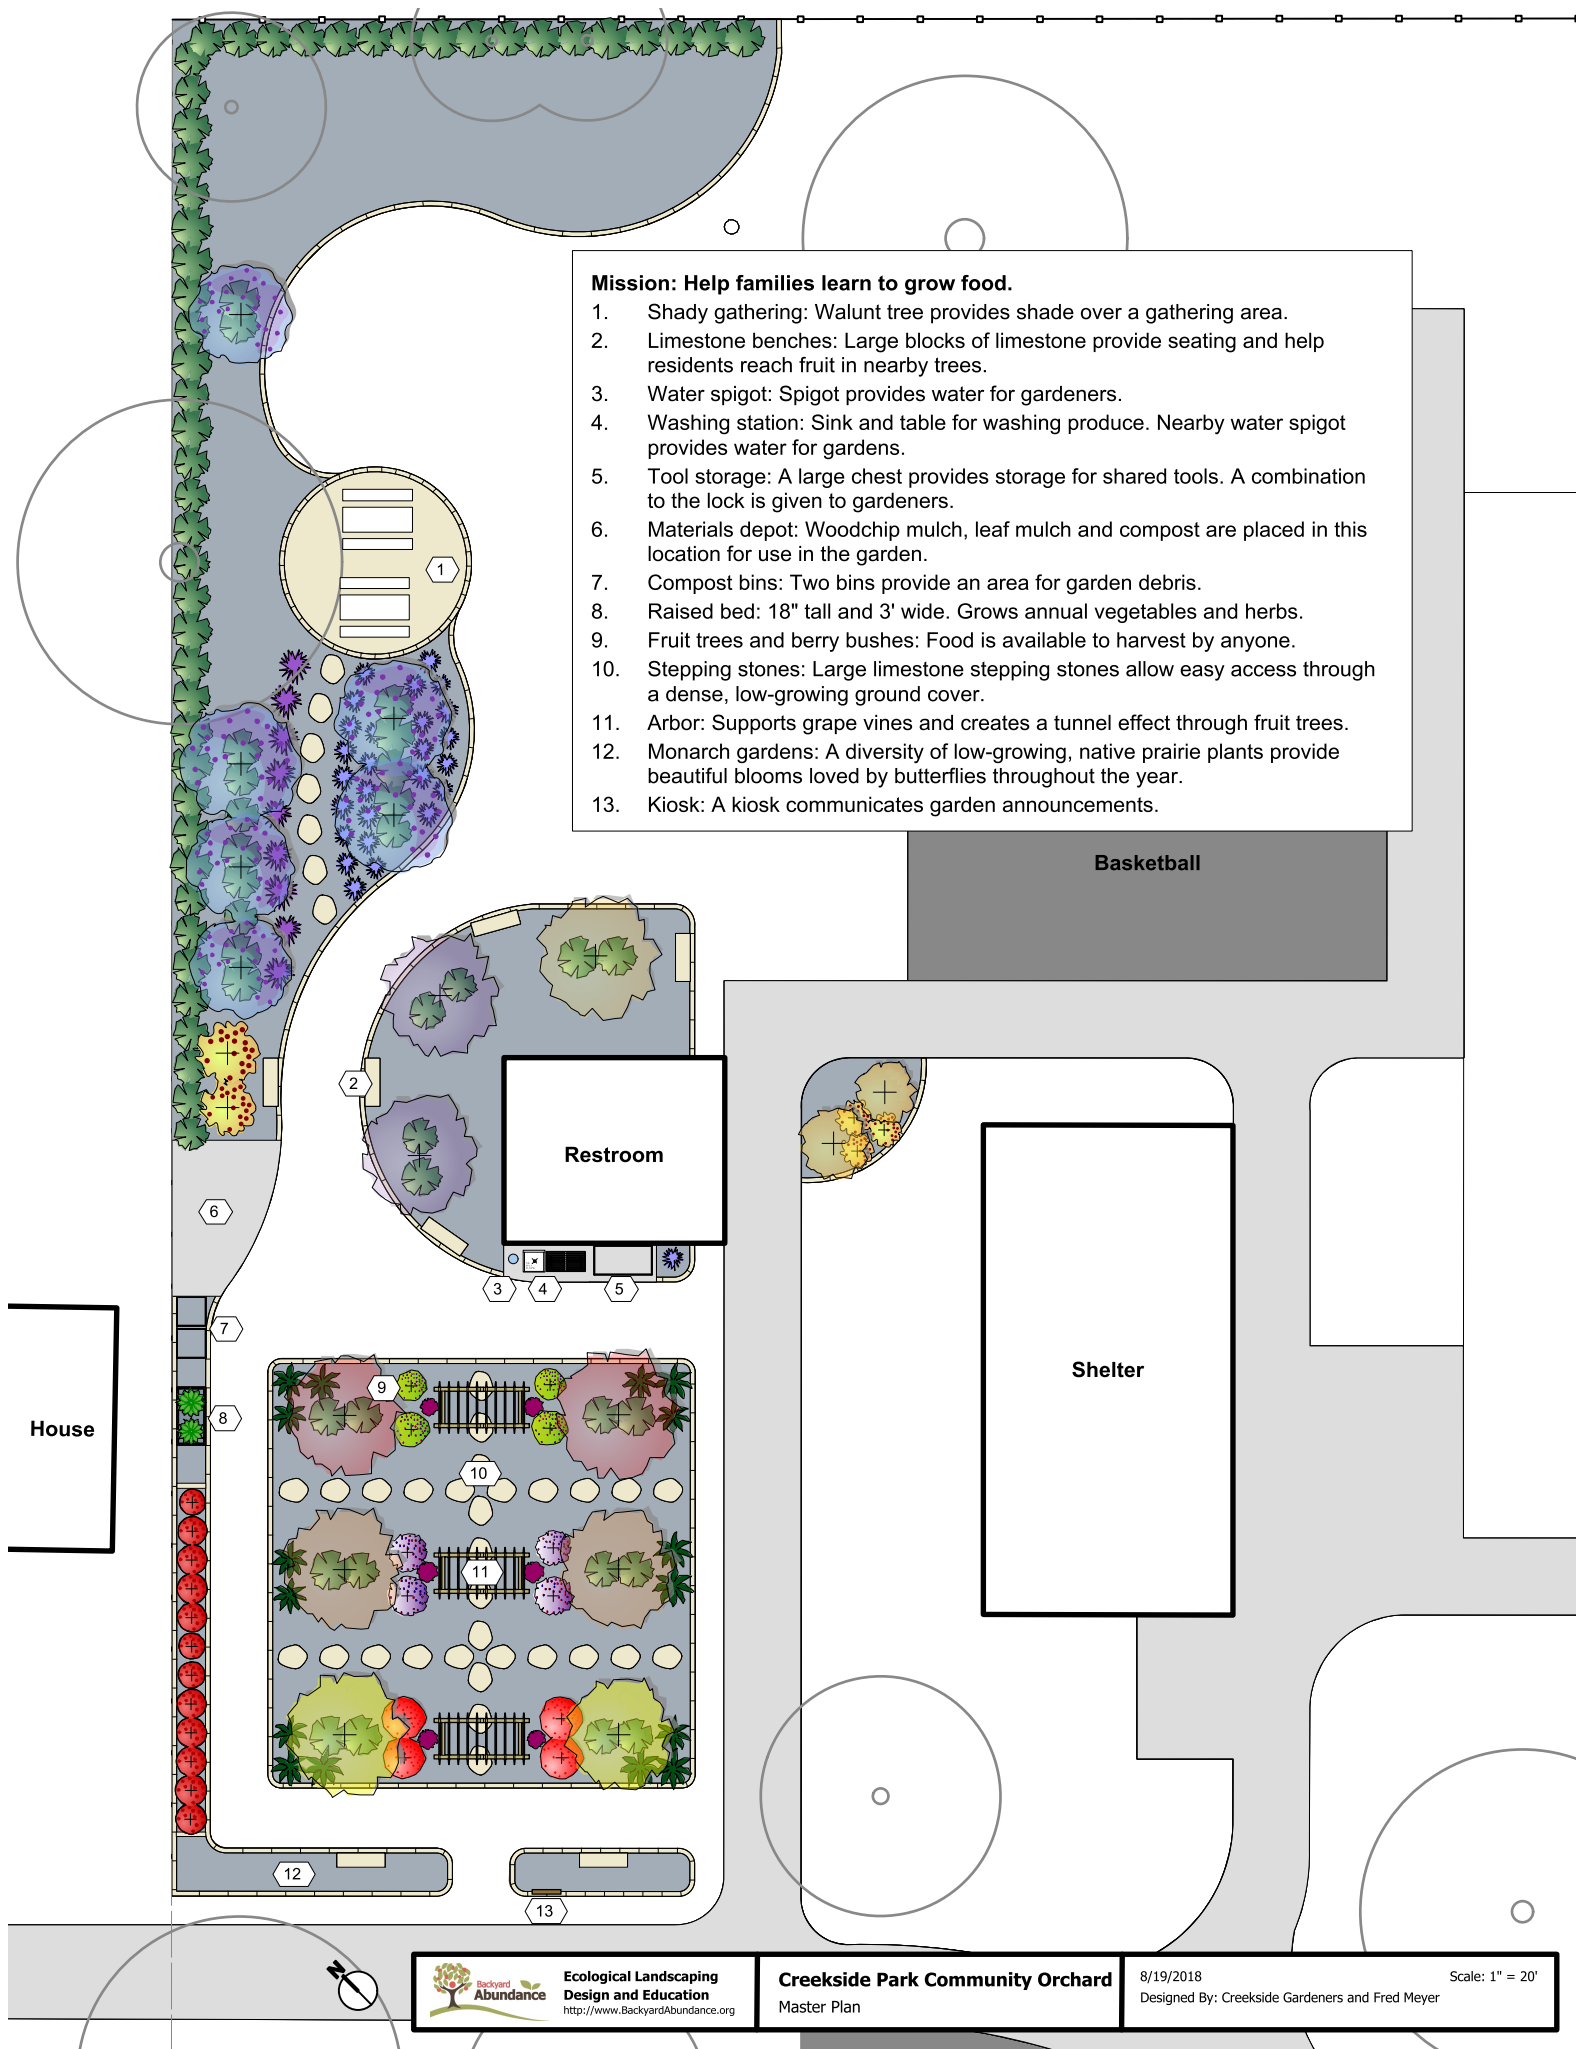 Mission: Help families learn to grow food.
1. Shady gathering: Walunt tree provides shade over a gathering area.
2. Limestone benches: Large blocks of limestone provide seating and help
residents reach fruit in nearby trees.
3. Water spigot: Spigot provides water for gardeners.
4. Washing station: Sink and table for washing produce. Nearby water spigot
provides water for gardens.
5. Tool storage: A large chest provides storage for shared tools. A combination
to the lock is given to gardeners.
6. Materials depot: Woodchip mulch, leaf mulch and compost are placed in this
location for use in the garden.
7. Compost bins: Two bins provide an area for garden debris.
8. Raised bed: 18" tall and 3' wide. Grows annual vegetables and herbs.
9. Fruit trees and berry bushes: Food is available to harvest by anyone.
10. Stepping stones: Large limestone stepping stones allow easy access through
a dense, low-growing ground cover.
11. Arbor: Supports grape vines and creates a tunnel effect through fruit trees.
12. Monarch gardens: A diversity of low-growing, native prairie plants provide
beautiful blooms loved by butterflies throughout the year.
13. Kiosk: A kiosk communicates garden announcements.
1
Basketball
2
Restroom
6
3
4
5
7
Shelter
9
8
House
10
11
12
13
N
Backyard
Abundance
Ecological Landscaping
Design and Education
http://www.BackyardAbundance.org
Creekside Park Community Orchard
Master Plan
8/19/2018
Scale: 1" = 20'
Designed By: Creekside Gardeners and Fred Meyer